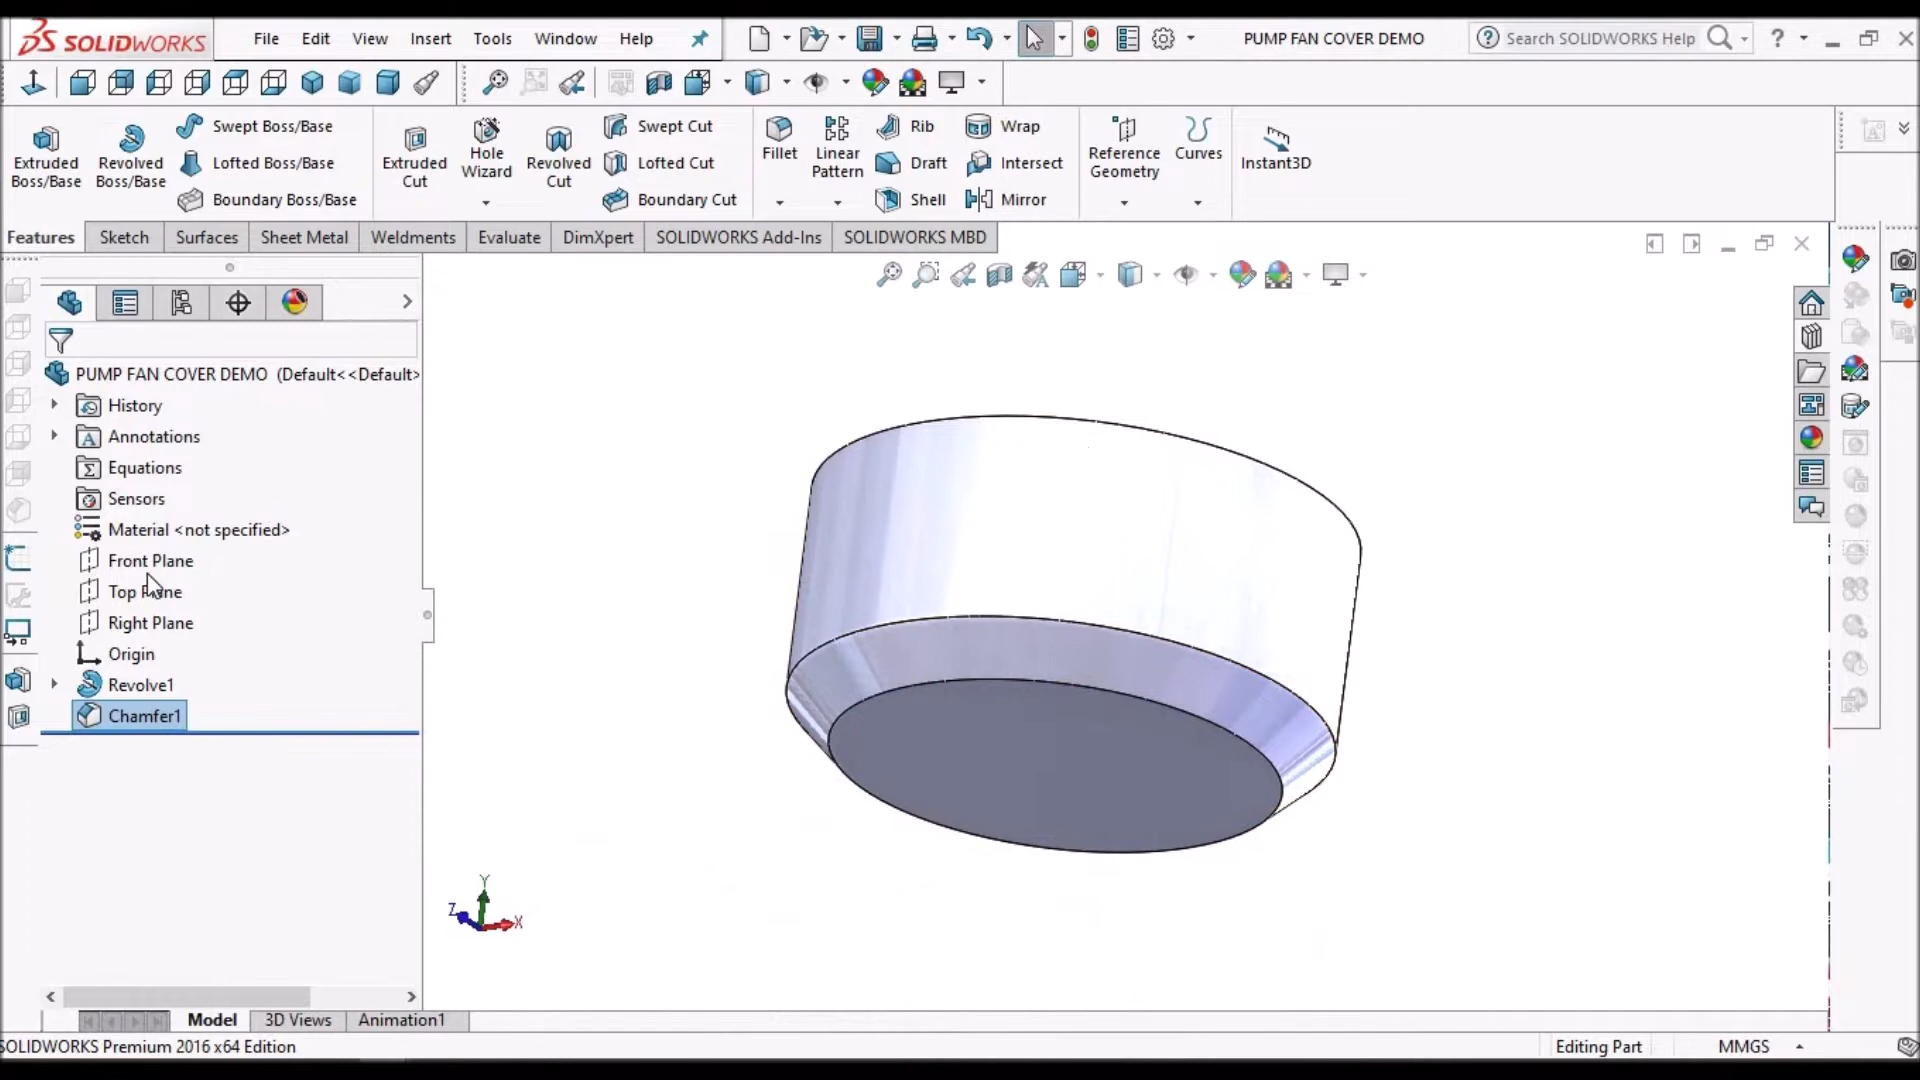 SOLIDWORKS File Edit View Insert Tools Window Help PUMP FAN COVER DEMO Search SOLIDWORKS Help ?
Extruded Boss/Base
Revolved Boss/Base
Swept Boss/Base
Lofted Boss/Base
Boundary Boss/Base
Extruded Cut
Hole Wizard
Revolved Cut
Swept Cut
Lofted Cut
Boundary Cut
Fillet
Linear Pattern
Rib
Draft
Shell
Wrap
Intersect
Mirror
Reference Geometry
Curves
Instant3D
Features Sketch Surfaces Sheet Metal Weldments Evaluate DimXpert SOLIDWORKS Add-Ins SOLIDWORKS MBD
PUMP FAN COVER DEMO (Default<<Default>
History
Annotations
Equations
Sensors
Material <not specified>
Front Plane
Top Plane
Right Plane
Origin
Revolve1
Chamfer1
Y
Z
X
Model 3D Views Animation1
SOLIDWORKS Premium 2016 x64 Edition Editing Part MMGS